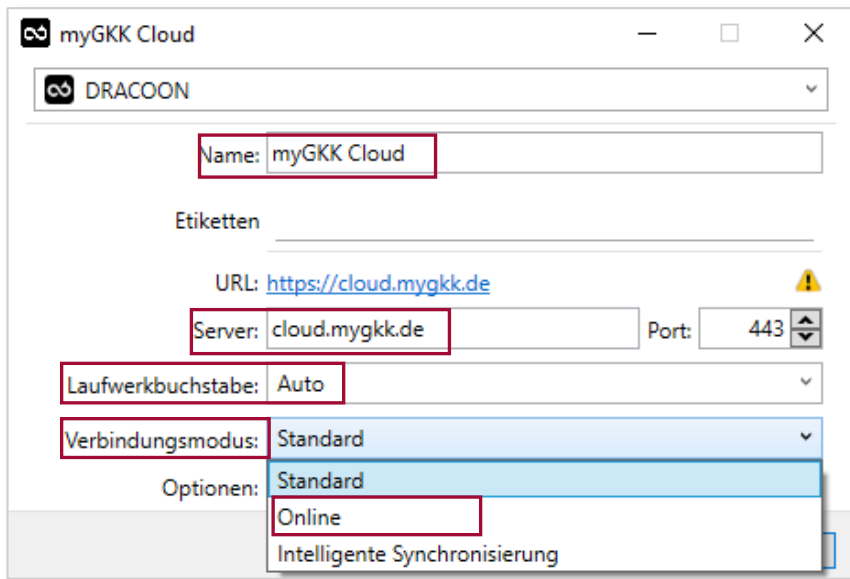 myGKK Cloud
DRACOON
Name: myGKK Cloud
Etiketten
URL: https://cloud.mygkk.de
Server: cloud.mygkk.de Port: 443
Laufwerkbuchstabe: Auto
Verbindungsmodus: Standard
Optionen: Standard
Online
Intelligente Synchronisierung